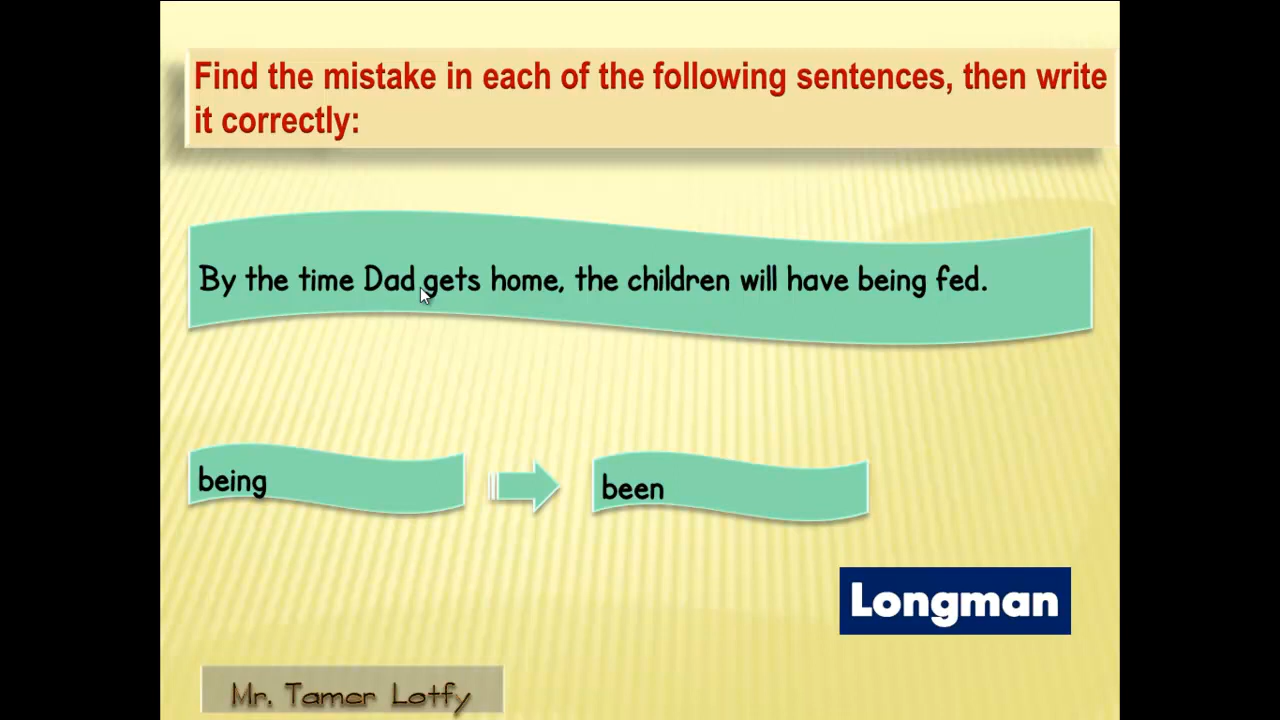 Find the mistake in each of the following sentences, then write
it correctly:
By the time Dad gets home, the children will have being fed.
being
been
Longman
Mr. Tamer Lotfy